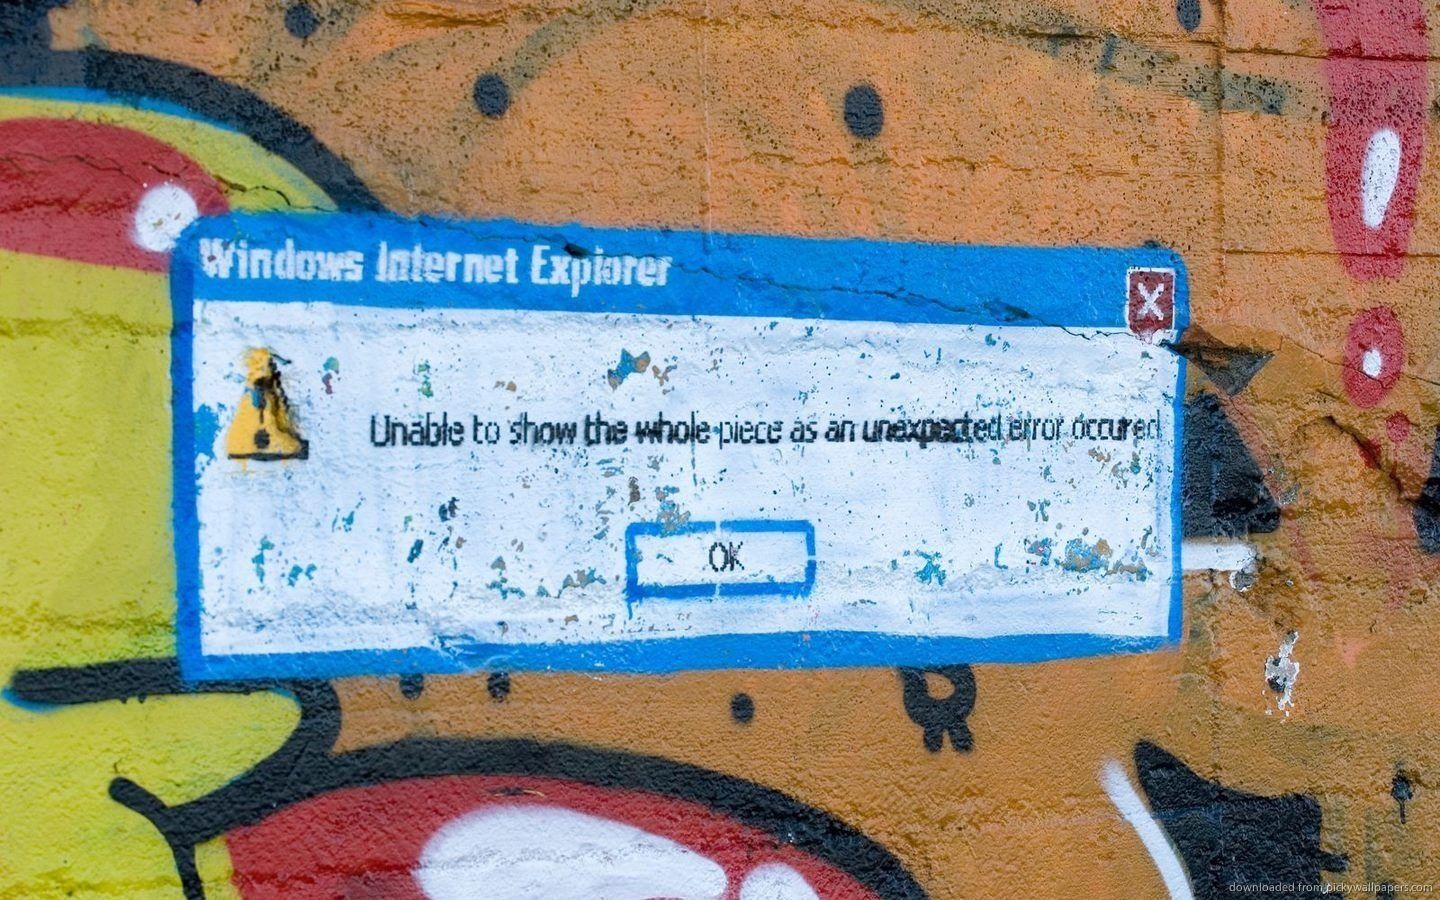 Windows Internet Explorer
X
Unable to show the whole piece as an unexpected error occured
OK
downloaded from pickywallpapers.com